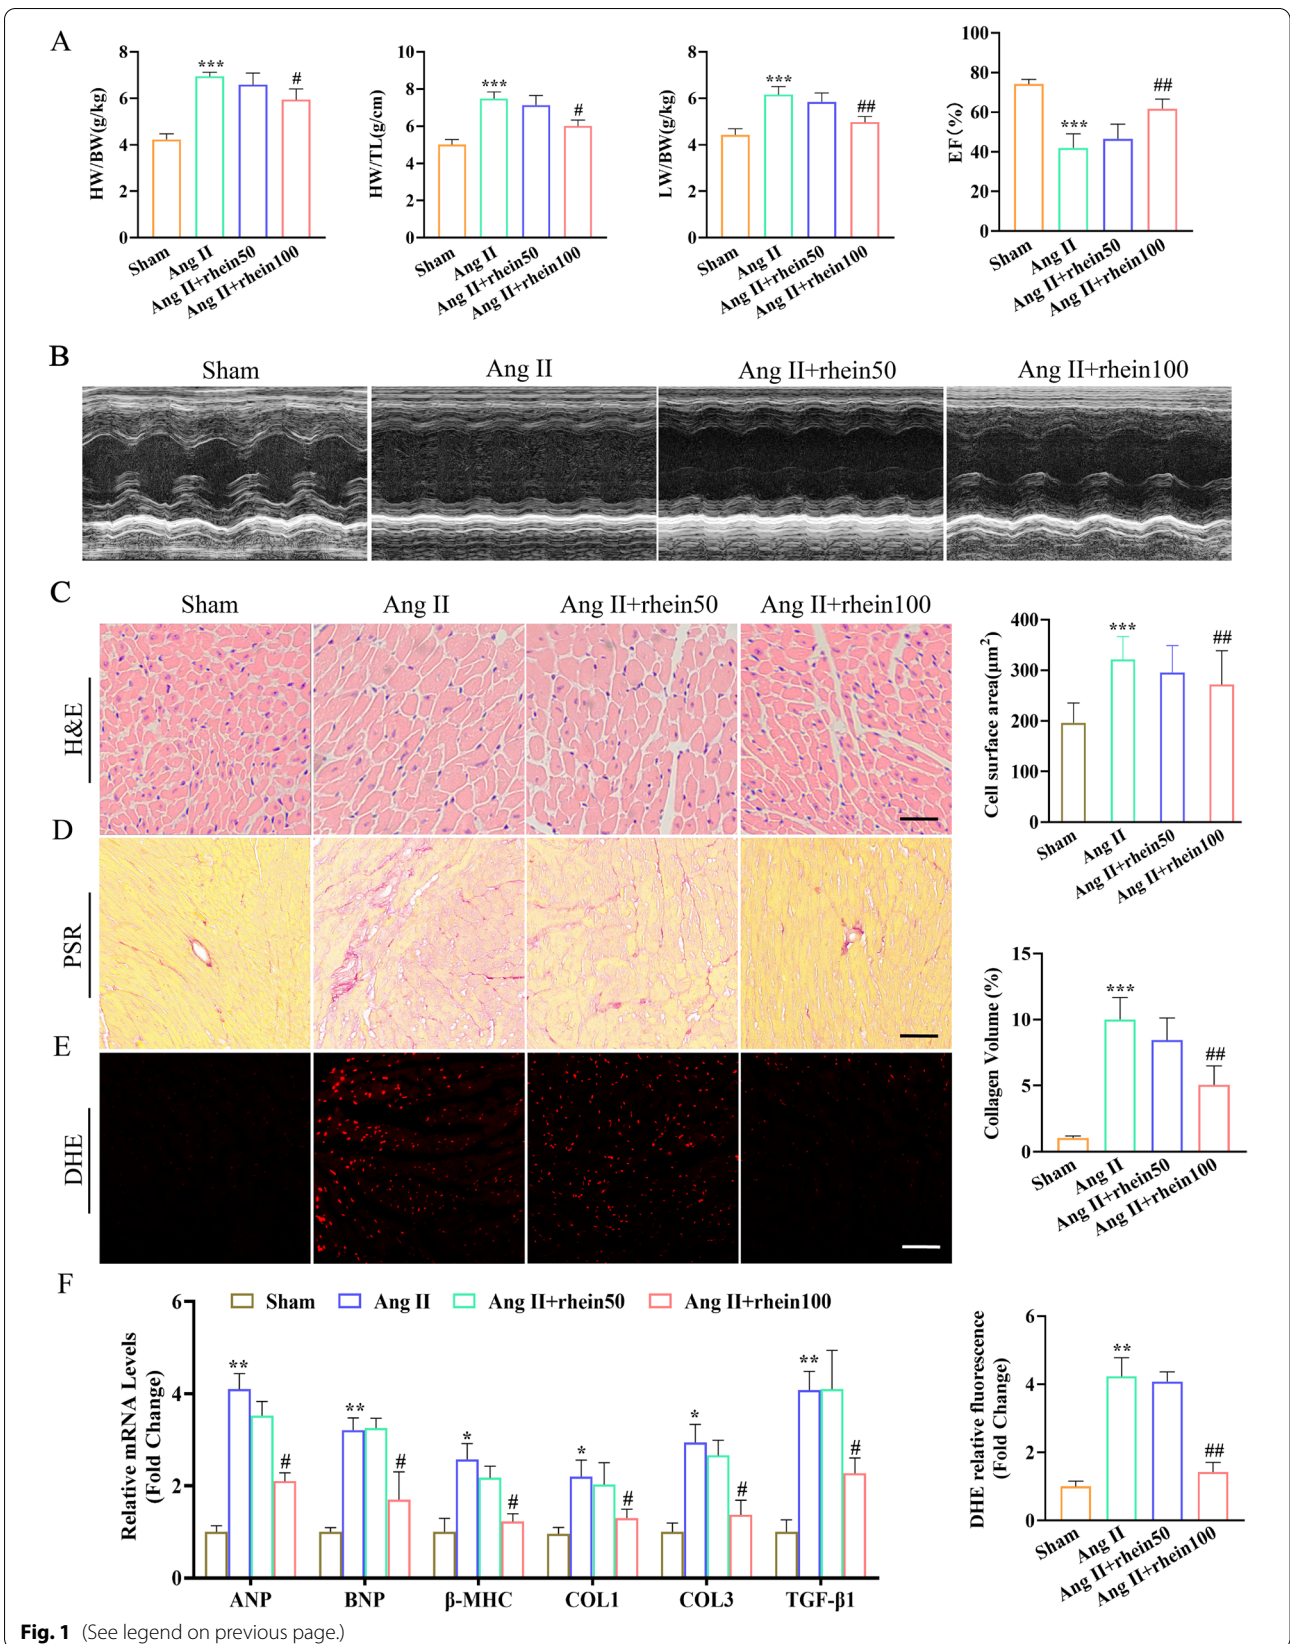 A
HW/BW(g/kg)
8
6
4
2
0
***
#
Sham
Ang II
Ang II+rhein50
Ang II+rhein100
HW/TL(g/cm)
10
8
6
4
2
0
***
#
Sham
Ang II
Ang II+rhein50
Ang II+rhein100
LW/BW(g/kg)
8
6
4
2
0
***
##
Sham
Ang II
Ang II+rhein50
Ang II+rhein100
EF(%)
100
80
60
40
20
0
***
##
Sham
Ang II
Ang II+rhein50
Ang II+rhein100
B
Sham
Ang II
Ang II+rhein50
Ang II+rhein100
C
Sham
Ang II
Ang II+rhein50
Ang II+rhein100
H&E
Cell surface area(μm²)
400
300
200
100
0
***
##
Sham
Ang II
Ang II+rhein50
Ang II+rhein100
D
PSR
Collagen Volume (%)
15
10
5
0
***
##
Sham
Ang II
Ang II+rhein50
Ang II+rhein100
E
DHE
F
Sham
Ang II
Ang II+rhein50
Ang II+rhein100
Relative mRNA Levels
(Fold Change)
6
4
2
0
**
#
**
#
*
#
*
#
*
#
**
#
ANP
BNP
β-MHC
COL1
COL3
TGF-β1
DHE relative fluorescence
(Fold Change)
6
4
2
0
**
##
Sham
Ang II
Ang II+rhein50
Ang II+rhein100
Fig. 1 (See legend on previous page.)